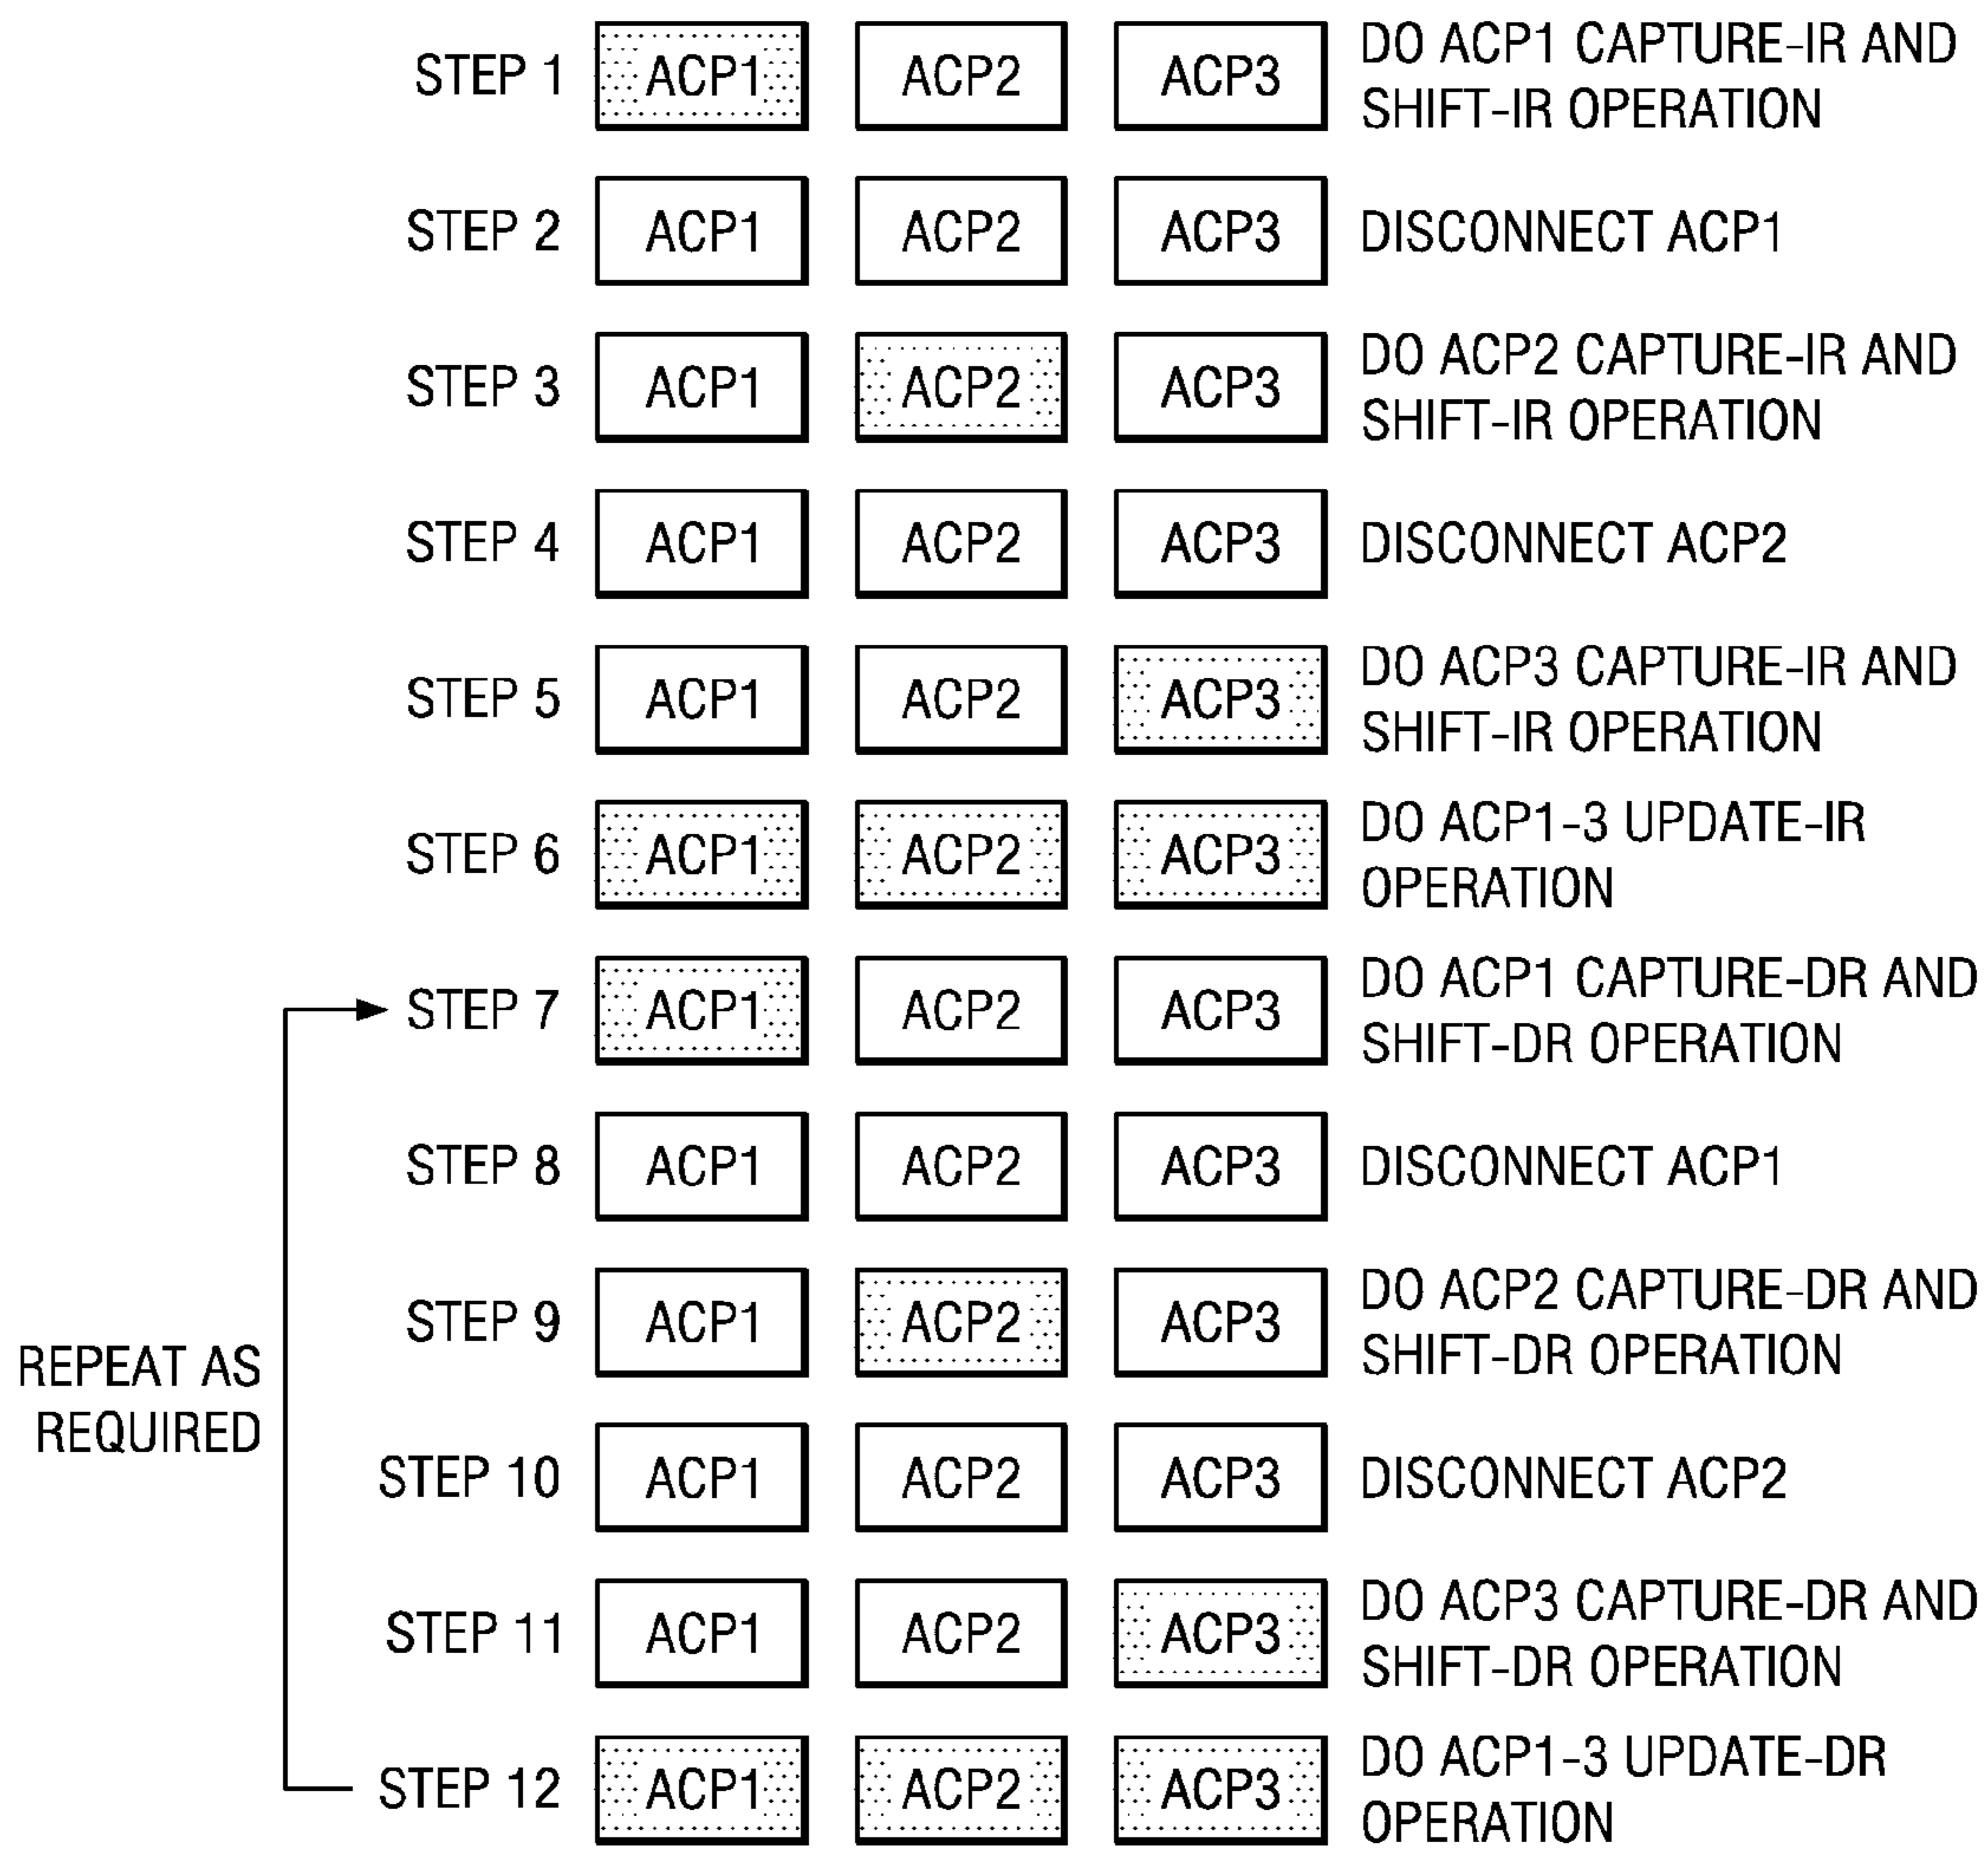 STEP 1 ACP1 ACP2 ACP3 DO ACP1 CAPTURE-IR AND
SHIFT-IR OPERATION
STEP 2 ACP1 ACP2 ACP3 DISCONNECT ACP1
STEP 3 ACP1 ACP2 ACP3 DO ACP2 CAPTURE-IR AND
SHIFT-IR OPERATION
STEP 4 ACP1 ACP2 ACP3 DISCONNECT ACP2
STEP 5 ACP1 ACP2 ACP3 DO ACP3 CAPTURE-IR AND
SHIFT-IR OPERATION
STEP 6 ACP1 ACP2 ACP3 DO ACP1-3 UPDATE-IR
OPERATION
STEP 7 ACP1 ACP2 ACP3 DO ACP1 CAPTURE-DR AND
SHIFT-DR OPERATION
STEP 8 ACP1 ACP2 ACP3 DISCONNECT ACP1
STEP 9 ACP1 ACP2 ACP3 DO ACP2 CAPTURE-DR AND
SHIFT-DR OPERATION
REPEAT AS
REQUIRED
STEP 10 ACP1 ACP2 ACP3 DISCONNECT ACP2
STEP 11 ACP1 ACP2 ACP3 DO ACP3 CAPTURE-DR AND
SHIFT-DR OPERATION
STEP 12 ACP1 ACP2 ACP3 DO ACP1-3 UPDATE-DR
OPERATION